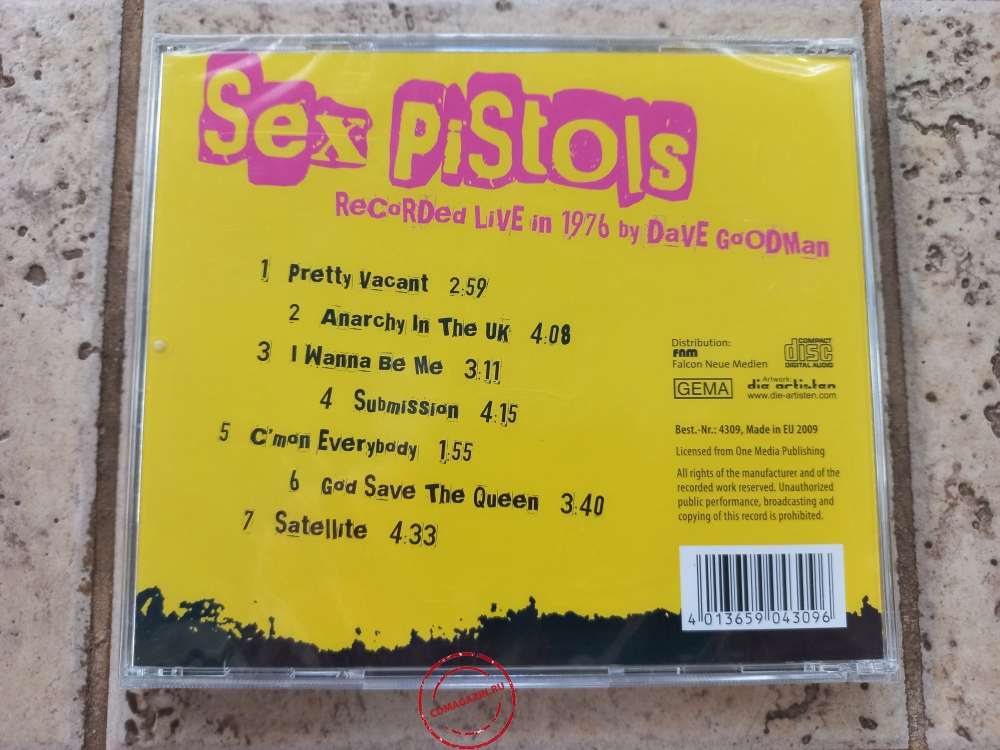 Sex PiStols
ReCoRDed LiVE in 1976 by DaVE GoODMan
1 Pretty Vacant 2:59
2 Anarchy In The UK 4:08
3 I Wanna Be Me 3:11
4 Submission 4:15
5 C'mon Everybody 1:55
6 God Save The Queen 3:40
7 Satellite 4:33
Distribution:
fnm
Falcon Neue Medien
COMPACT
disc
DIGITAL AUDIO
GEMA
Artwork:
die artisten
www.die-artisten.com
Best.-Nr.: 4309, Made in EU 2009
Licensed from One Media Publishing
All rights of the manufacturer and of the
recorded work reserved. Unauthorized
public performance, broadcasting and
copying of this record is prohibited.
4 013659 043096
CDMAGAZIN.RU